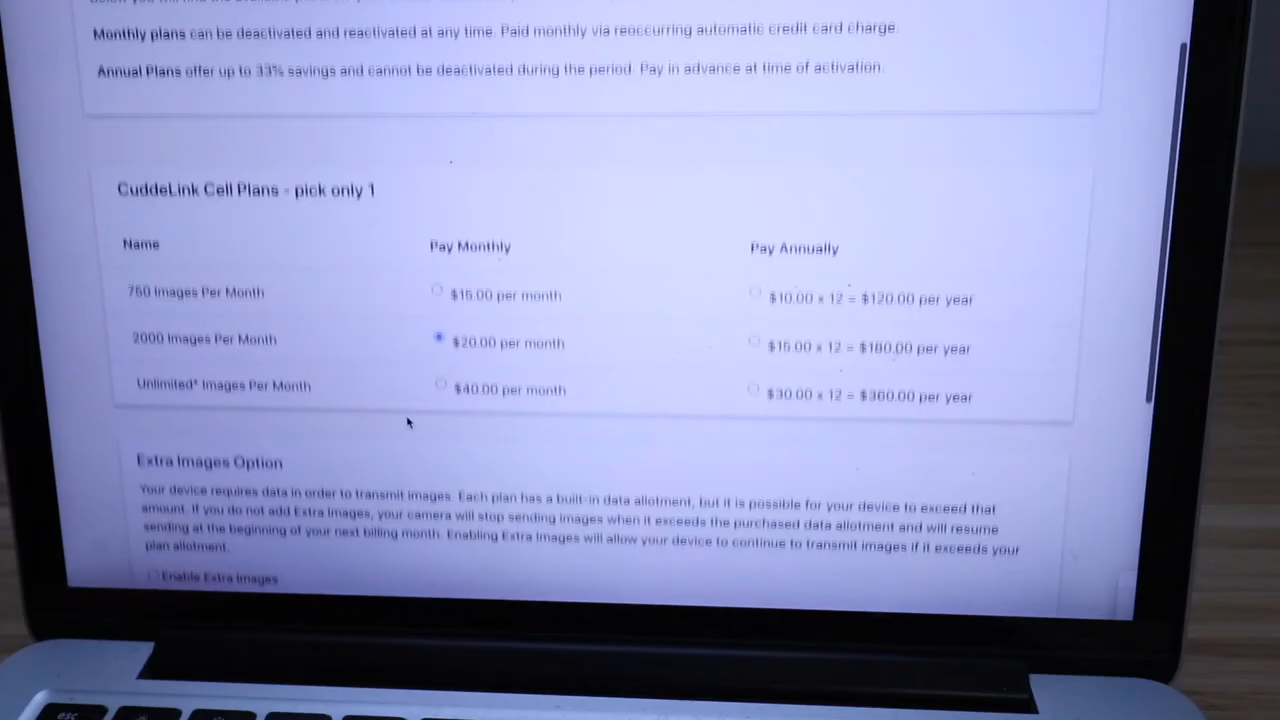 Monthly plans can be deactivated and reactivated at any time. Paid monthly via reoccurring automatic credit card charge.
Annual Plans offer up to 33% savings and cannot be deactivated during the period. Pay in advance at time of activation.
CuddeLink Cell Plans - pick only 1
Name Pay Monthly Pay Annually
750 Images Per Month $15.00 per month $10.00 x 12 = $120.00 per year
2000 Images Per Month $20.00 per month $15.00 x 12 = $180.00 per year
Unlimited* Images Per Month $40.00 per month $30.00 x 12 = $360.00 per year
Extra Images Option
Your device requires data in order to transmit images. Each plan has a built-in data allotment, but it is possible for your device to exceed that
amount. If you do not add Extra Images, your camera will stop sending images when it exceeds the purchased data allotment and will resume
sending at the beginning of your next billing month. Enabling Extra Images will allow your device to continue to transmit images if it exceeds your
plan allotment.
Enable Extra Images
esc